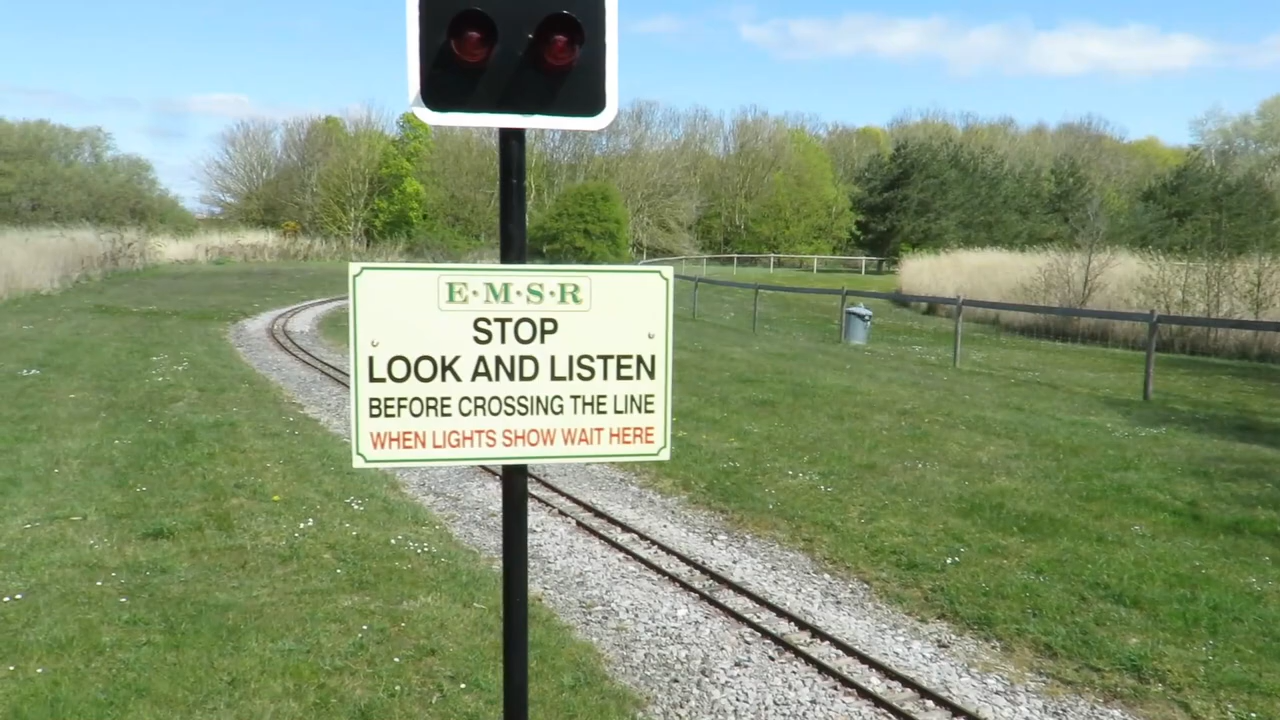 E·M·S·R
STOP
LOOK AND LISTEN
BEFORE CROSSING THE LINE
WHEN LIGHTS SHOW WAIT HERE